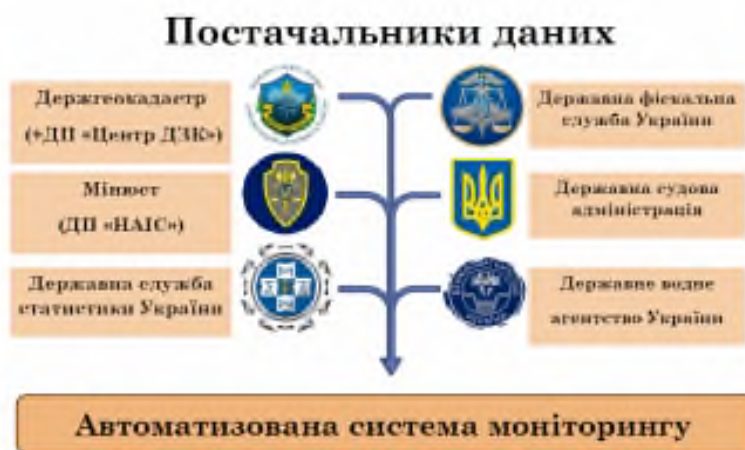 Постачальники даних
Держгеокадастр
(+ДП «Центр ДЗК»)
Державна фіскальна
служба України
Мінюст
(ДП «НАІС»)
Державна судова
адміністрація
Державна служба
статистики України
Державне водне
агентство України
Автоматизована система моніторингу